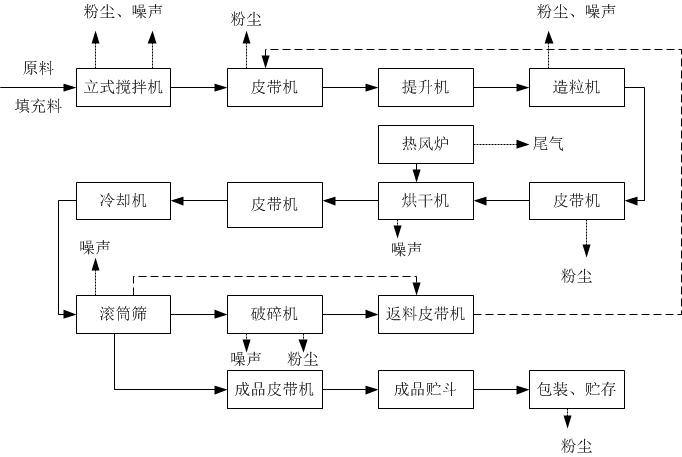 粉尘、噪声
粉尘
粉尘、噪声
原料
填充料
立式搅拌机
皮带机
提升机
造粒机
热风炉
尾气
冷却机
皮带机
烘干机
皮带机
噪声
噪声
粉尘
滚筒筛
破碎机
返料皮带机
噪声
粉尘
成品皮带机
成品贮斗
包装、贮存
粉尘